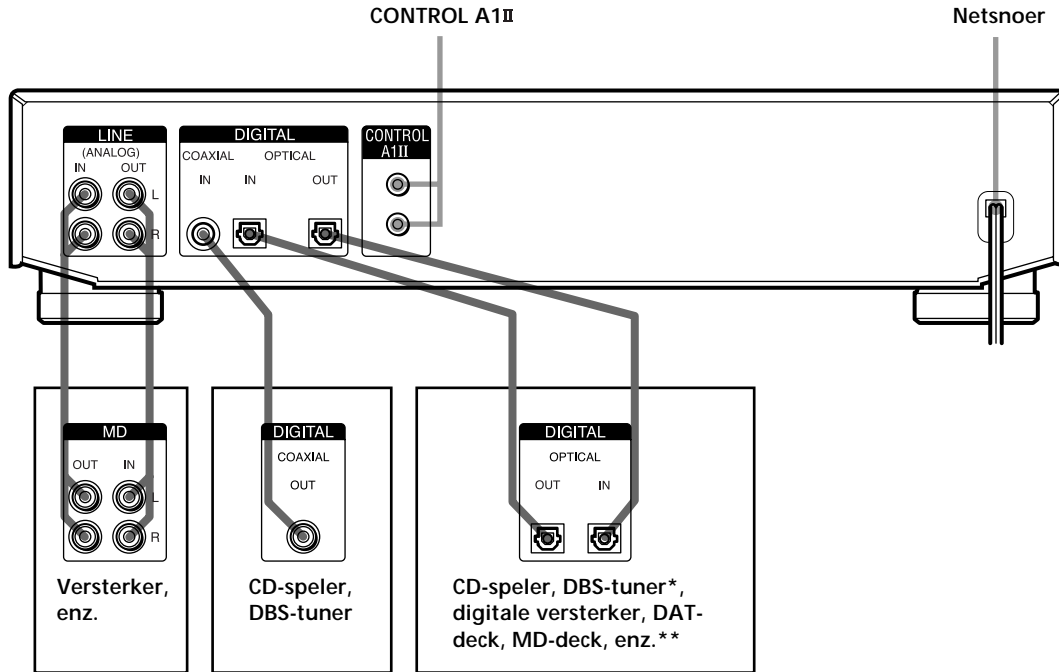 CONTROL A1II
Netsnoer
LINE
(ANALOG)
IN OUT
L
R
DIGITAL
COAXIAL OPTICAL
IN IN OUT
CONTROL
A1II
MD
OUT IN
L
R
Versterker,
enz.
DIGITAL
COAXIAL
OUT
CD-speler,
DBS-tuner
DIGITAL
OPTICAL
OUT IN
CD-speler, DBS-tuner*,
digitale versterker, DAT-
deck, MD-deck, enz.**